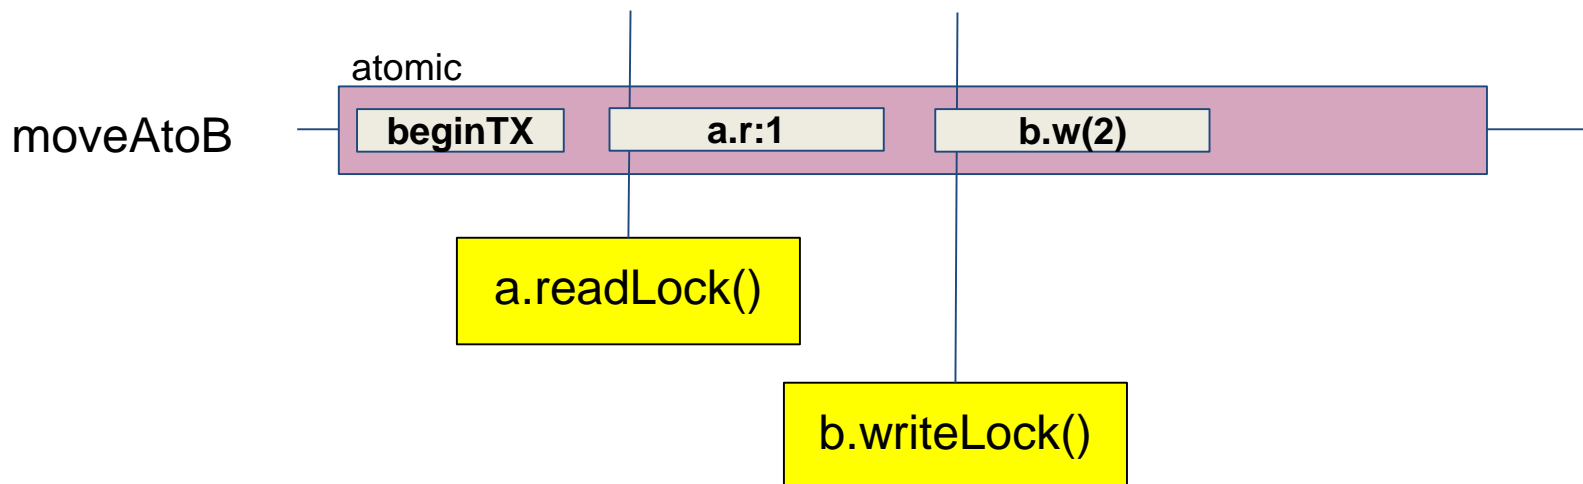 atomic
moveAtoB
beginTX
a.r:1
b.w(2)
a.readLock()
b.writeLock()